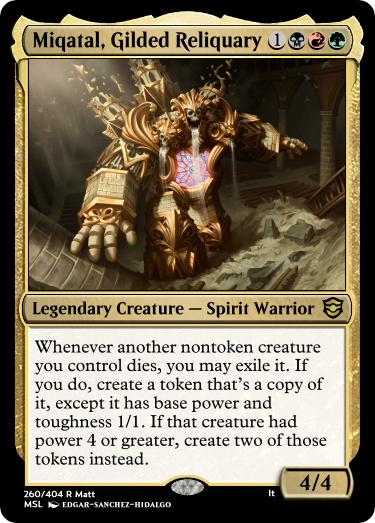 Miqatal, Gilded Reliquary 1
Legendary Creature — Spirit Warrior
Whenever another nontoken creature
you control dies, you may exile it. If
you do, create a token that's a copy of
it, except it has base power and
toughness 1/1. If that creature had
power 4 or greater, create two of those
tokens instead.
4/4
260/404 R Matt It
MSL EDGAR-SANCHEZ-HIDALGO